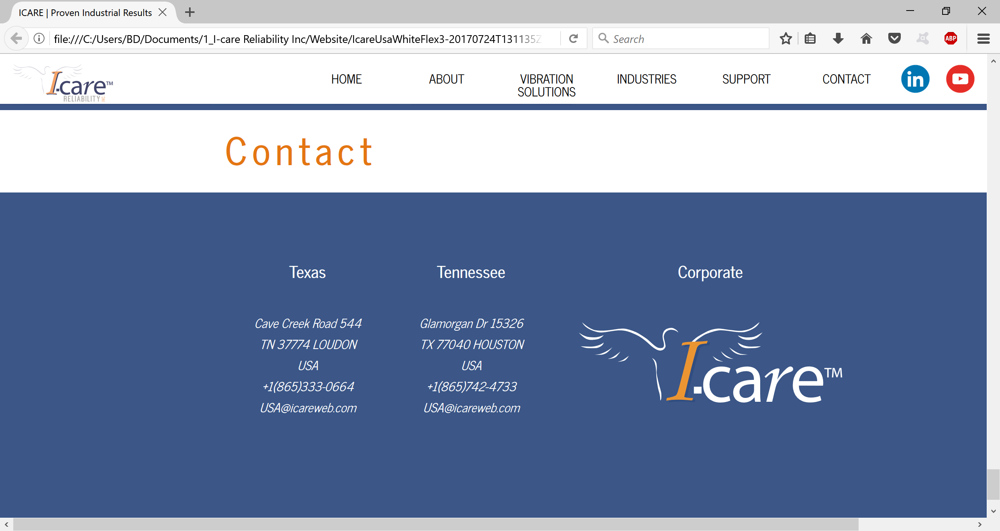 ICARE | Proven Industrial Results
file:///C:/Users/BD/Documents/1_I-care Reliability Inc/Website/IcareUsaWhiteFlex3-20170724T131135Z
Search
ABP
I-care™
RELIABILITY INC.
HOME
ABOUT
VIBRATION
SOLUTIONS
INDUSTRIES
SUPPORT
CONTACT
in
Contact
Texas
Cave Creek Road 544
TN 37774 LOUDON
USA
+1(865)333-0664
USA@icareweb.com
Tennessee
Glamorgan Dr 15326
TX 77040 HOUSTON
USA
+1(865)742-4733
USA@icareweb.com
Corporate
I-care™